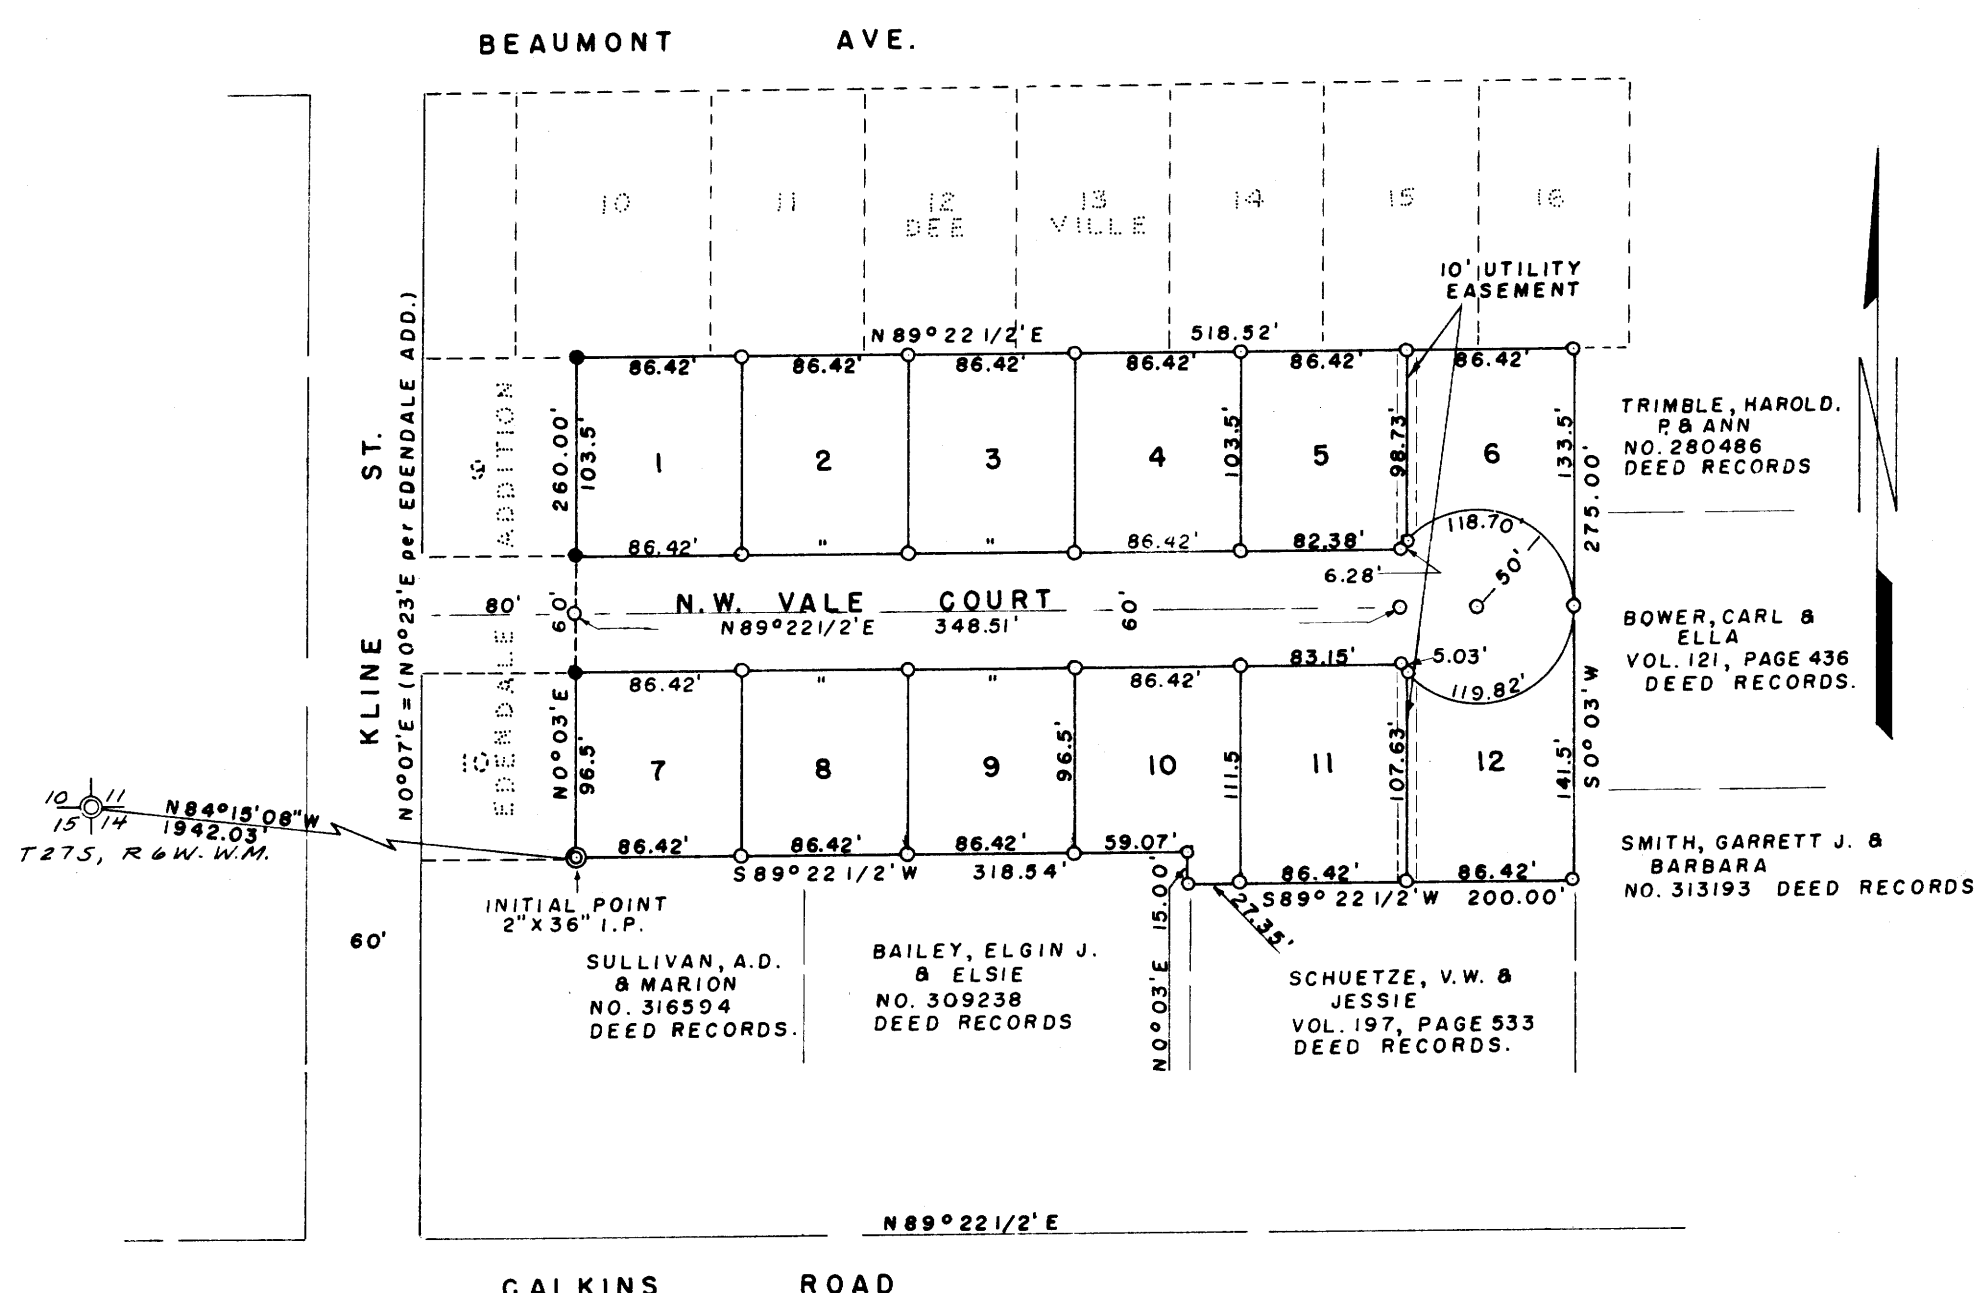 BEAUMONT AVE.
10 11 12 13 14 15 16
DEE VILLE
10' UTILITY
EASEMENT
N 89° 22 1/2' E 518.52'
86.42' 86.42' 86.42' 86.42' 86.42' 86.42'
KLINE ST.
N0°07'E = (N0°23'E per EDENDALE ADD.)
9
10
EDENDALE ADDITION
260.00'
103.5'
1 2 3 4 5 6
103.5'
98.73'
133.5'
275.00'
TRIMBLE, HAROLD.
P. & ANN
NO. 280486
DEED RECORDS
86.42' " " 86.42' 82.38'
118.70'
6.28'
50'
80'
60'
N.W. VALE COURT
60'
N89°22 1/2'E 348.51'
BOWER, CARL &
ELLA
VOL. 121, PAGE 436
DEED RECORDS.
86.42' " " 86.42' 83.15'
5.03'
119.82'
N0°03'E
96.5'
7 8 9 10 11 12
96.5'
111.5
107.63'
141.5'
S0°03'W
10 11
15 14
N84°15'08"W
1942.03'
T27S, R6W. W.M.
86.42' 86.42' 86.42' 59.07'
S89°22 1/2'W 318.54'
86.42' 86.42'
S89°22 1/2'W 200.00'
27.35'
N0°03'E 15.00'
SMITH, GARRETT J. &
BARBARA
NO. 313193 DEED RECORDS
INITIAL POINT
2" X 36" I.P.
60'
SULLIVAN, A.D.
& MARION
NO. 316594
DEED RECORDS.
BAILEY, ELGIN J.
& ELSIE
NO. 309238
DEED RECORDS
SCHUETZE, V.W. &
JESSIE
VOL. 197, PAGE 533
DEED RECORDS.
N89°22 1/2'E
CALKINS ROAD